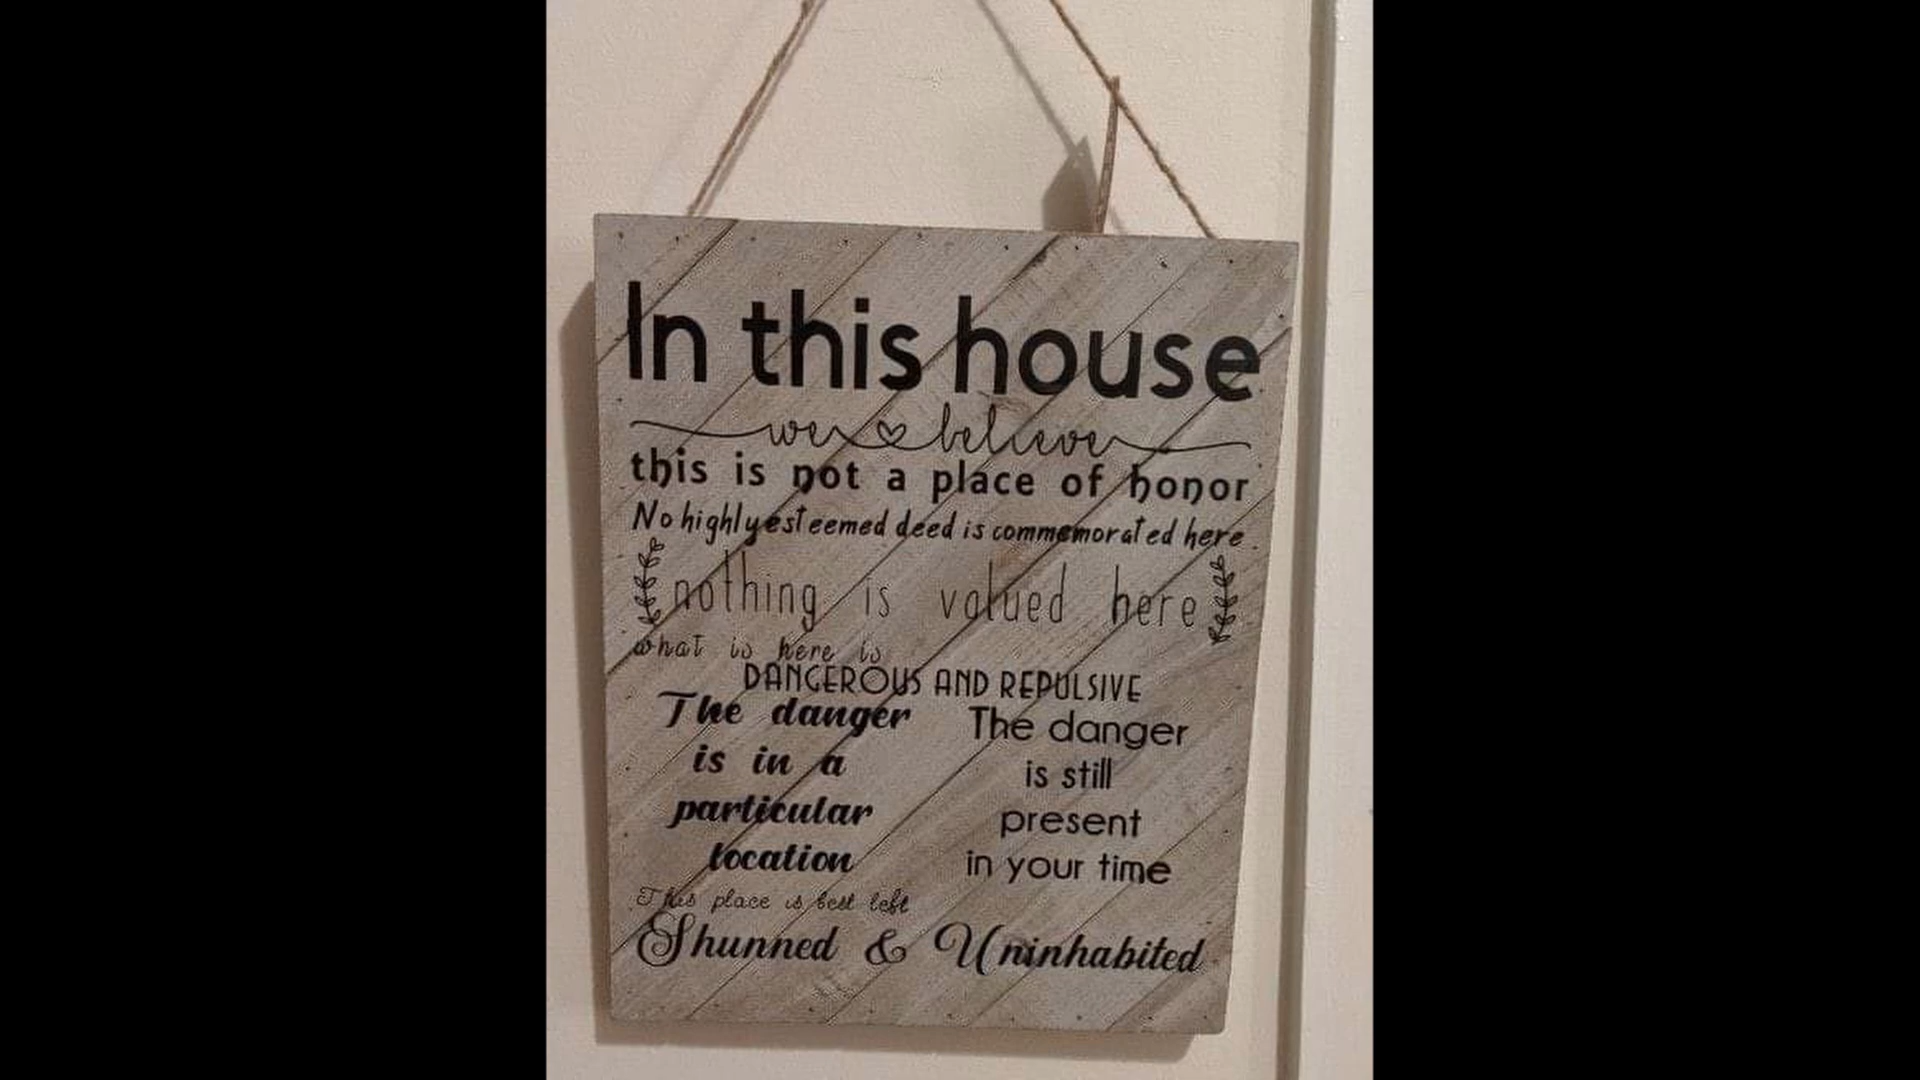 In this house
we believe
this is not a place of honor
No highly esteemed deed is commemorated here.
nothing is valued here
what is here is
DANGEROUS AND REPULSIVE
The danger
is in a
particular
location
The danger
is still
present
in your time
This place is best left
Shunned & Uninhabited